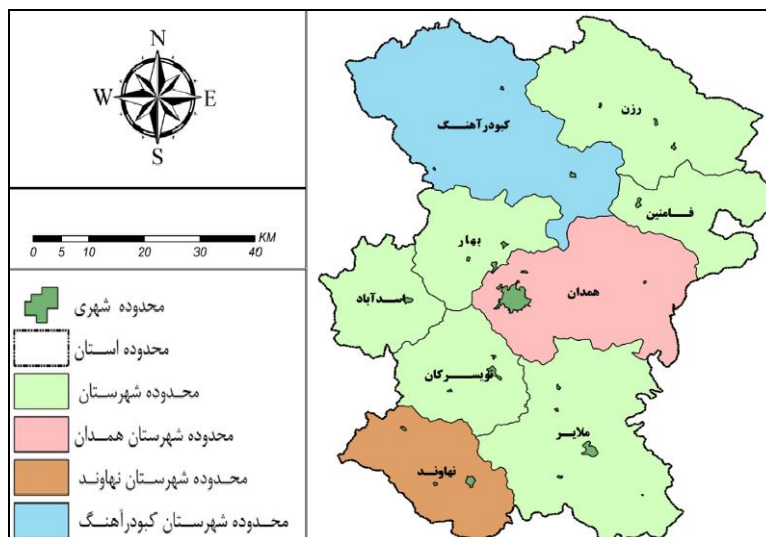 N
W E
S
KM
0 5 10 20 30 40
محدوده شهری
محدوده استان
محدوده شهرستان
محدوده شهرستان همدان
محدوده شهرستان نهاوند
محدوده شهرستان کبودرآهنگ
رزن
کبودرآهنگ
فامنین
بهار
همدان
اسدآباد
تویسرکان
ملایر
نهاوند